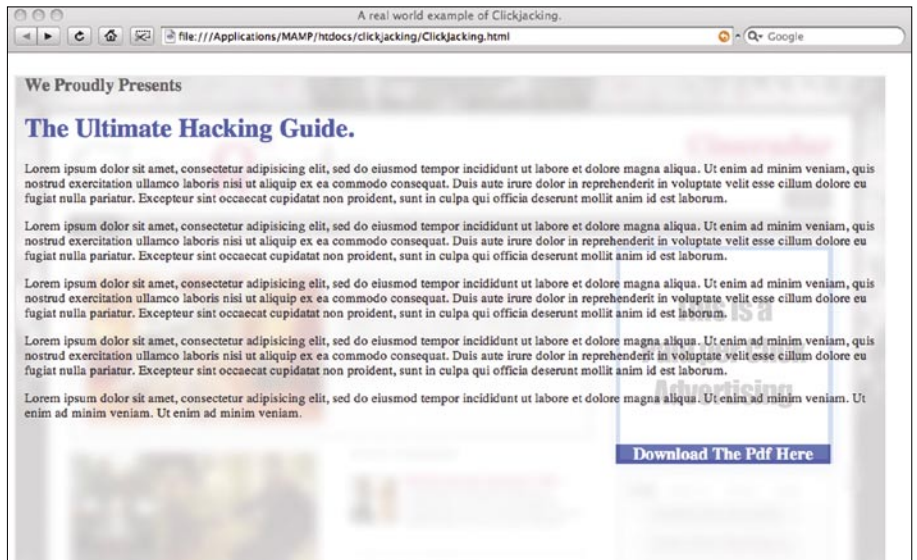 A real world example of Clickjacking.
file:///Applications/MAMP/htdocs/clickjacking/ClickJacking.html
Google
We Proudly Presents
The Ultimate Hacking Guide.
Lorem ipsum dolor sit amet, consectetur adipisicing elit, sed do eiusmod tempor incididunt ut labore et dolore magna aliqua. Ut enim ad minim veniam, quis
nostrud exercitation ullamco laboris nisi ut aliquip ex ea commodo consequat. Duis aute irure dolor in reprehenderit in voluptate velit esse cillum dolore eu
fugiat nulla pariatur. Excepteur sint occaecat cupidatat non proident, sunt in culpa qui officia deserunt mollit anim id est laborum.
Lorem ipsum dolor sit amet, consectetur adipisicing elit, sed do eiusmod tempor incididunt ut labore et dolore magna aliqua. Ut enim ad minim veniam, quis
nostrud exercitation ullamco laboris nisi ut aliquip ex ea commodo consequat. Duis aute irure dolor in reprehenderit in voluptate velit esse cillum dolore eu
fugiat nulla pariatur. Excepteur sint occaecat cupidatat non proident, sunt in culpa qui officia deserunt mollit anim id est laborum.
Lorem ipsum dolor sit amet, consectetur adipisicing elit, sed do eiusmod tempor incididunt ut labore et dolore magna aliqua. Ut enim ad minim veniam, quis
nostrud exercitation ullamco laboris nisi ut aliquip ex ea commodo consequat. Duis aute irure dolor in reprehenderit in voluptate velit esse cillum dolore eu
fugiat nulla pariatur. Excepteur sint occaecat cupidatat non proident, sunt in culpa qui officia deserunt mollit anim id est laborum.
Lorem ipsum dolor sit amet, consectetur adipisicing elit, sed do eiusmod tempor incididunt ut labore et dolore magna aliqua. Ut enim ad minim veniam, quis
nostrud exercitation ullamco laboris nisi ut aliquip ex ea commodo consequat. Duis aute irure dolor in reprehenderit in voluptate velit esse cillum dolore eu
fugiat nulla pariatur. Excepteur sint occaecat cupidatat non proident, sunt in culpa qui officia deserunt mollit anim id est laborum.
Lorem ipsum dolor sit amet, consectetur adipisicing elit, sed do eiusmod tempor incididunt ut labore et dolore magna aliqua. Ut enim ad minim veniam. Ut
enim ad minim veniam. Ut enim ad minim veniam.
This is a
Advertising
Download The Pdf Here